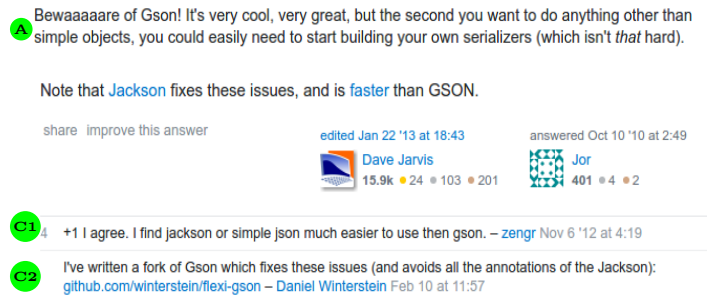 A Bewaaaaare of Gson! It's very cool, very great, but the second you want to do anything other than
simple objects, you could easily need to start building your own serializers (which isn't that hard).
Note that Jackson fixes these issues, and is faster than GSON.
share improve this answer
edited Jan 22 '13 at 18:43
Dave Jarvis
15.9k 24 103 201
answered Oct 10 '10 at 2:49
Jor
401 4 2
C1 4 +1 I agree. I find jackson or simple json much easier to use then gson. – zengr Nov 6 '12 at 4:19
C2 I've written a fork of Gson which fixes these issues (and avoids all the annotations of the Jackson):
github.com/winterstein/flexi-gson – Daniel Winterstein Feb 10 at 11:57